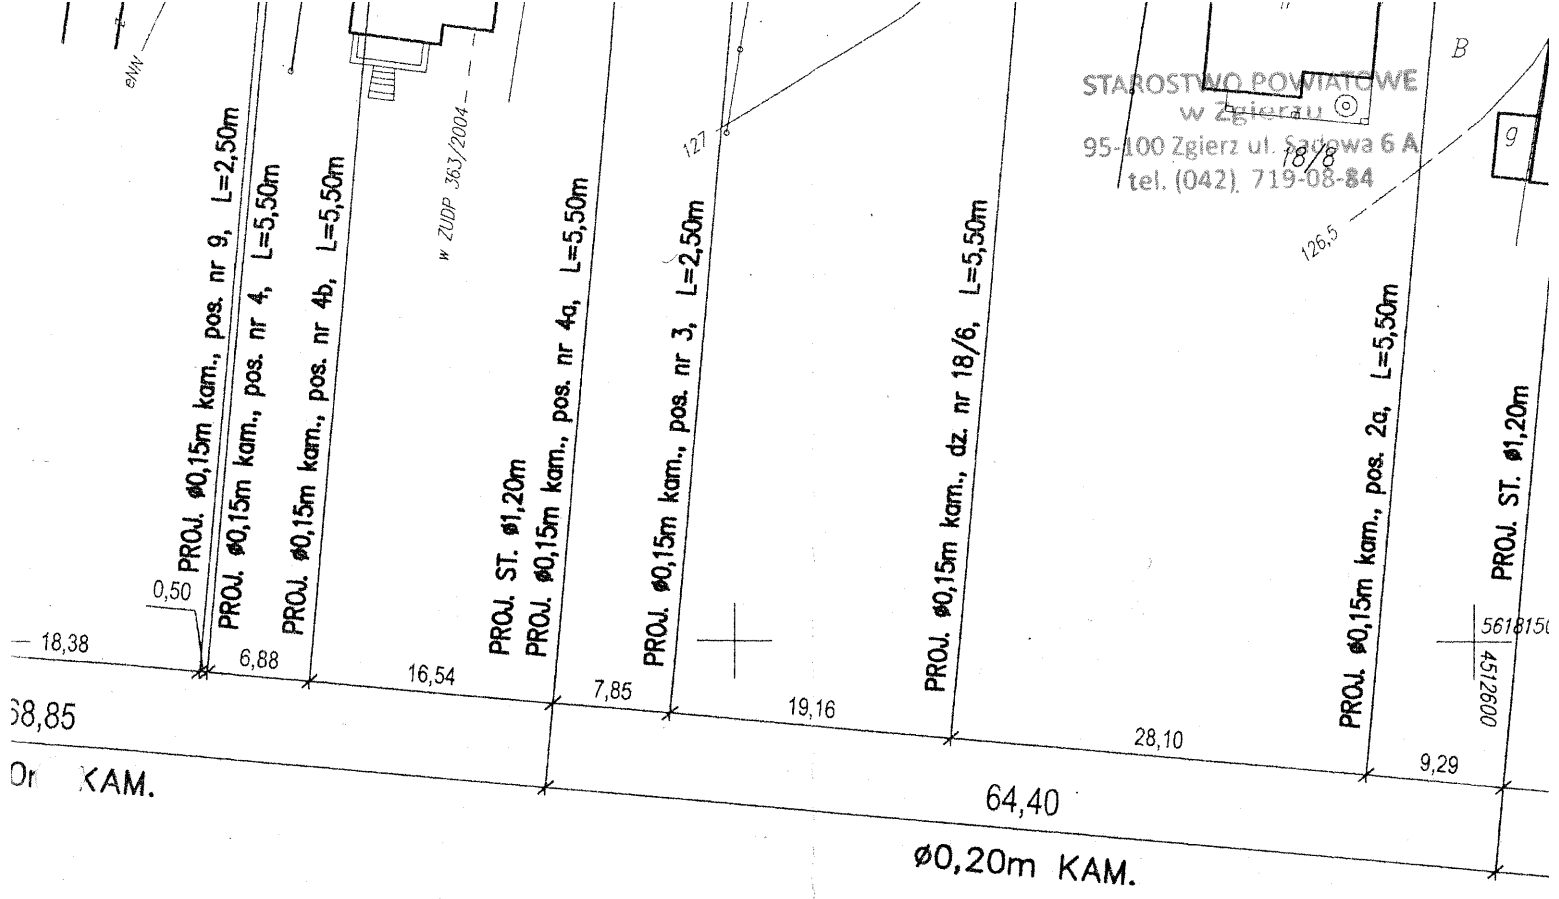 eNN
B
STAROSTWO POWIATOWE
w Zgierzu
95-100 Zgierz ul. Sądowa 6 A
tel. (042) 719-08-84
18/8
9
127
126,5
w ZUDP 363/2004
PROJ. ø0,15m kam., pos. nr 9, L=2,50m
PROJ. ø0,15m kam., pos. nr 4, L=5,50m
PROJ. ø0,15m kam., pos. nr 4b, L=5,50m
PROJ. ST. ø1,20m
PROJ. ø0,15m kam., pos. nr 4a, L=5,50m
PROJ. ø0,15m kam., pos. nr 3, L=2,50m
PROJ. ø0,15m kam., dz. nr 18/6, L=5,50m
PROJ. ø0,15m kam., pos. 2a, L=5,50m
PROJ. ST. ø1,20m
5618150
4512600
0,50
18,38
6,88
16,54
7,85
19,16
28,10
9,29
68,85
64,40
KAM.
ø0,20m KAM.